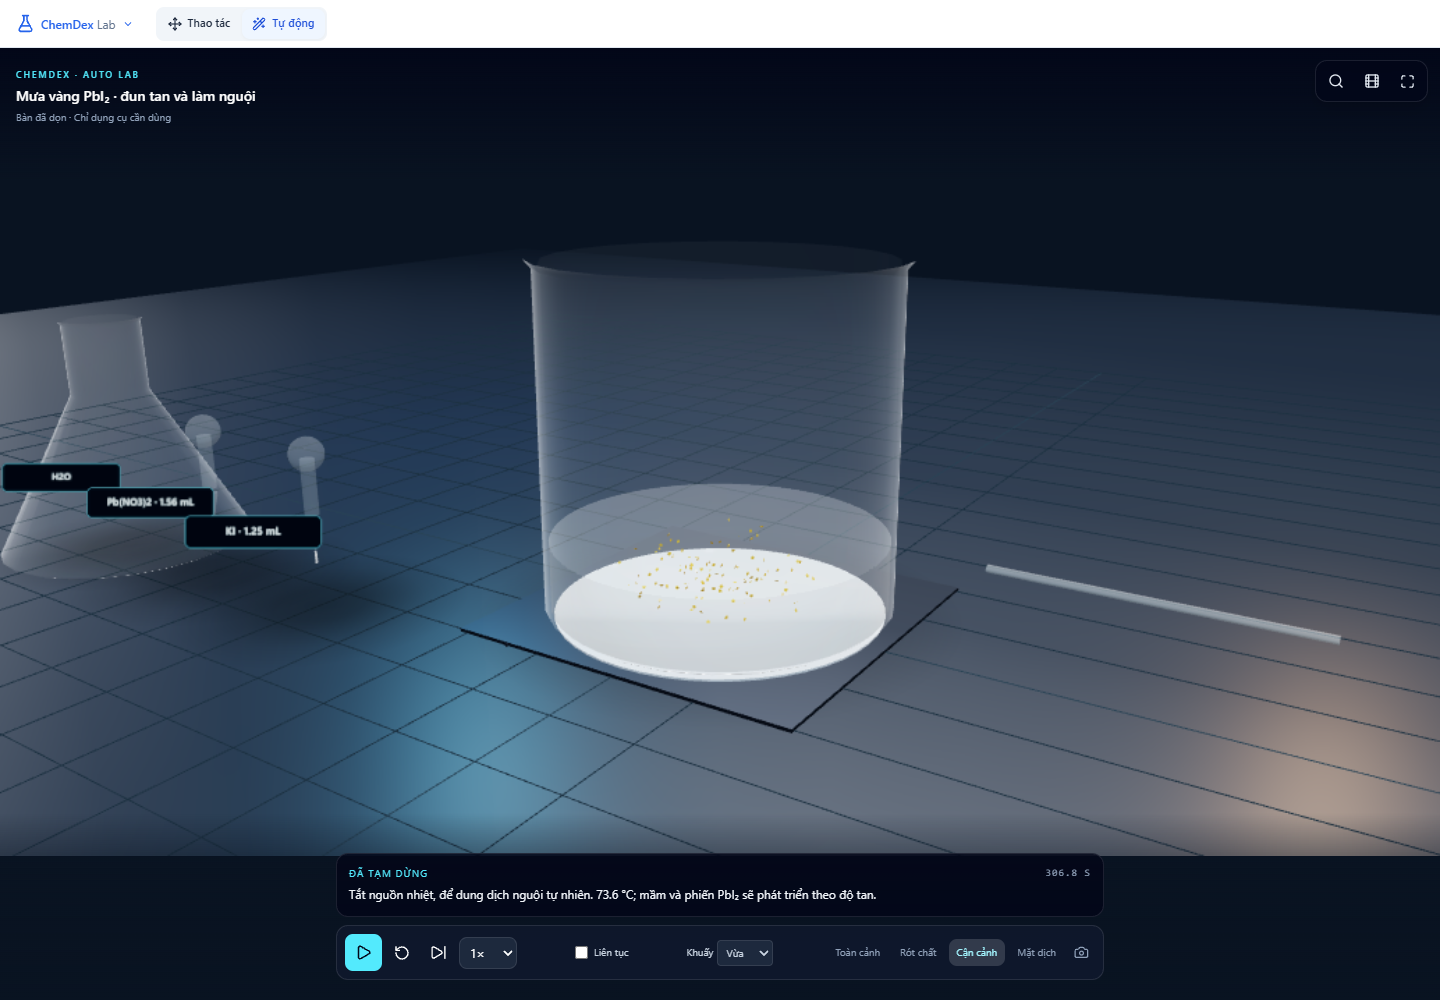 ChemDex Lab
Thao tác
Tự động
CHEMDEX · AUTO LAB
Mưa vàng PbI₂ · đun tan và làm nguội
Bàn đã dọn · Chỉ dụng cụ cần dùng
H2O
Pb(NO3)2 · 1.56 mL
KI · 1.25 mL
ĐÃ TẠM DỪNG
306.8 S
Tắt nguồn nhiệt, để dung dịch nguội tự nhiên. 73.6 °C; mầm và phiến PbI₂ sẽ phát triển theo độ tan.
1×
Liên tục
Khuấy
Vừa
Toàn cảnh
Rót chất
Cận cảnh
Mặt dịch